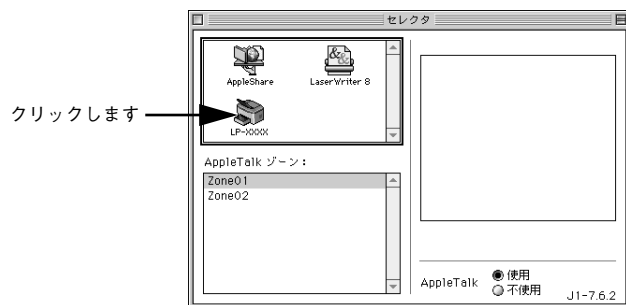 セレクタ
AppleShare
LaserWriter 8
クリックします
LP-XXXX
AppleTalk ゾーン：
Zone01
Zone02
AppleTalk
使用
不使用
J1-7.6.2